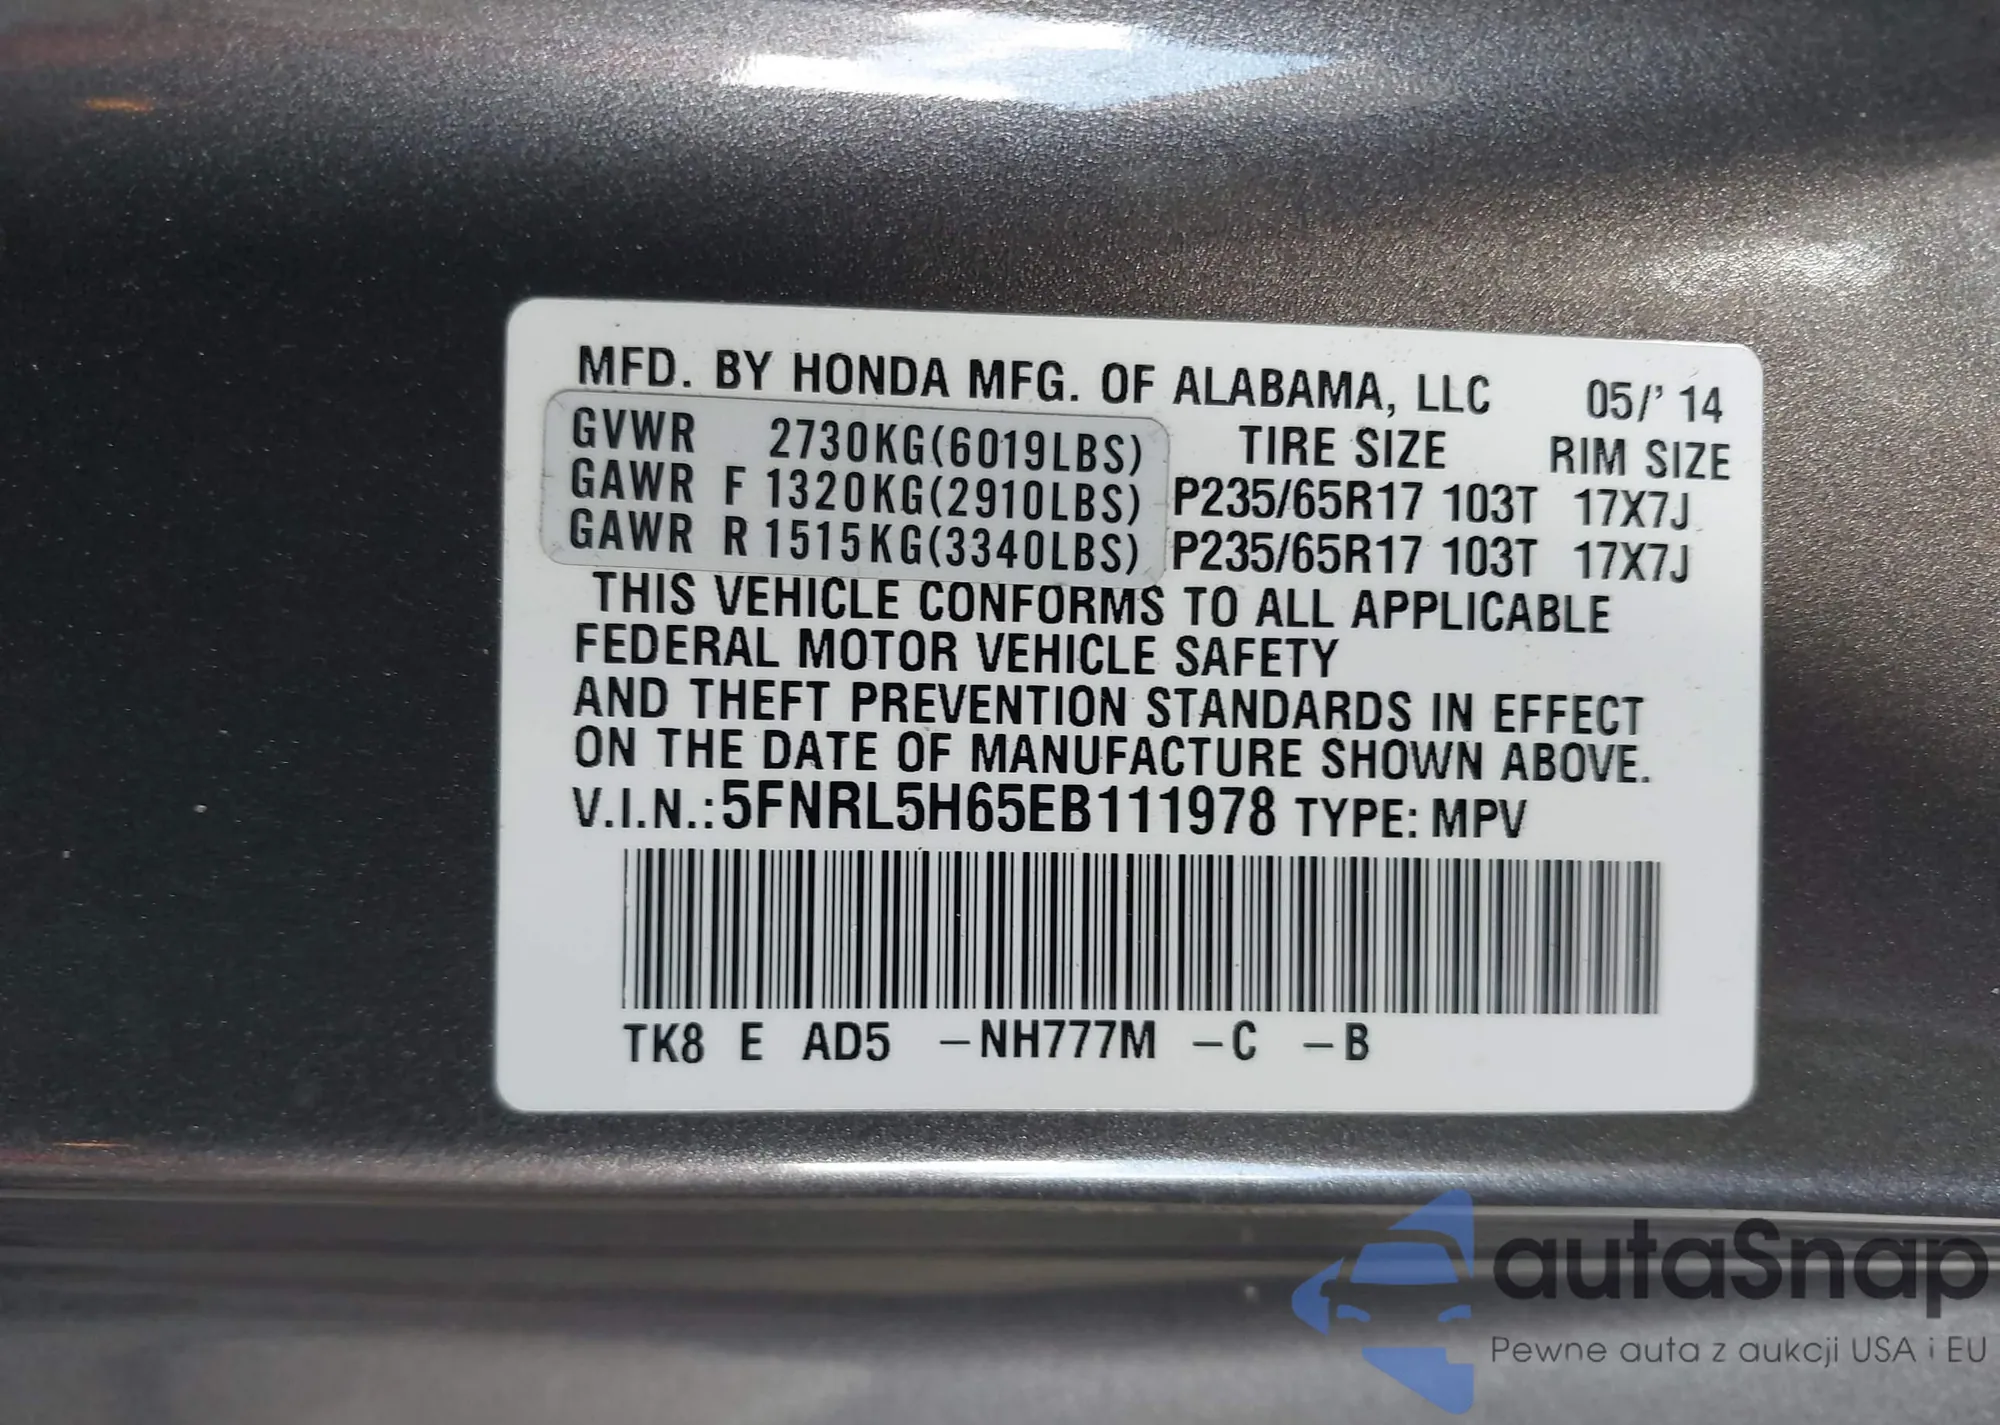 MFD. BY HONDA MFG. OF ALABAMA, LLC 05/' 14
GVWR 2730KG(6019LBS) TIRE SIZE RIM SIZE
GAWR F 1320KG(2910LBS) P235/65R17 103T 17X7J
GAWR R 1515KG(3340LBS) P235/65R17 103T 17X7J
THIS VEHICLE CONFORMS TO ALL APPLICABLE
FEDERAL MOTOR VEHICLE SAFETY
AND THEFT PREVENTION STANDARDS IN EFFECT
ON THE DATE OF MANUFACTURE SHOWN ABOVE.
V.I.N.: 5FNRL5H65EB111978 TYPE: MPV
TK8 E AD5 –NH777M –C –B
autaSnap
Pewne auta z aukcji USA i EU